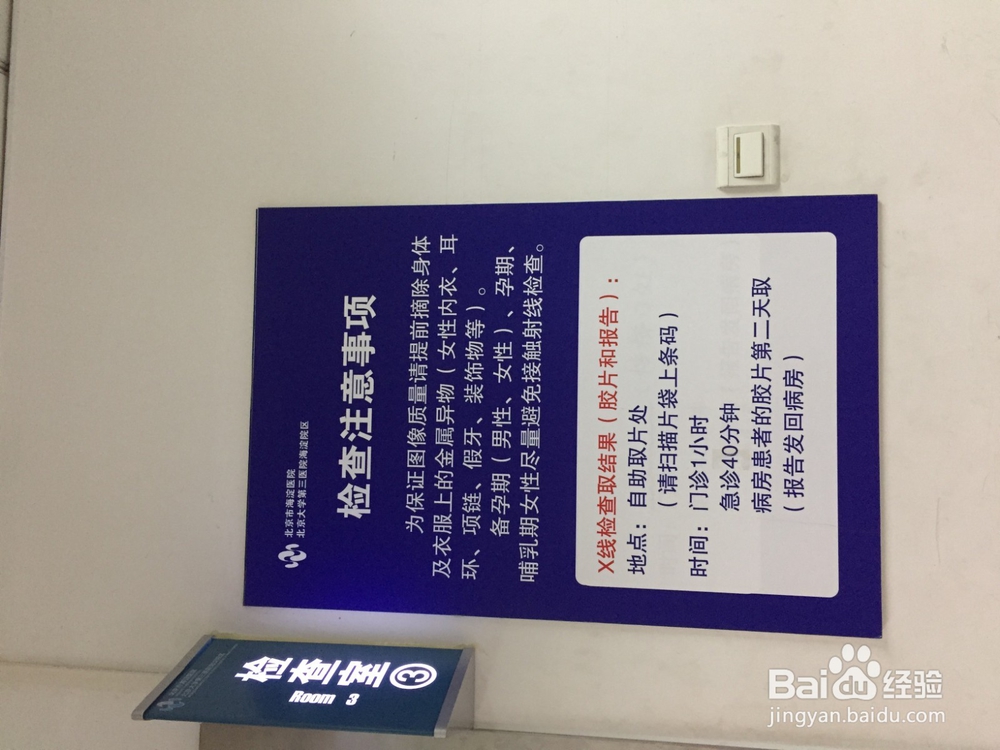 北京市海淀医院
北京大学第三医院海淀院区
检查注意事项
为保证图像质量请提前摘除身体
及衣服上的金属异物（女性内衣、耳
环、项链、假牙、装饰物等）。
备孕期（男性、女性）、孕期、
哺乳期女性尽量避免接触射线检查。
X线检查取结果（胶片和报告）：
地点：自助取片处
（请扫描片袋上条码）
时间：门诊1小时
急诊40分钟
病房患者的胶片第二天取
（报告发回病房）
检查室③
Room 3
Baidu经验
jingyan.baidu.com